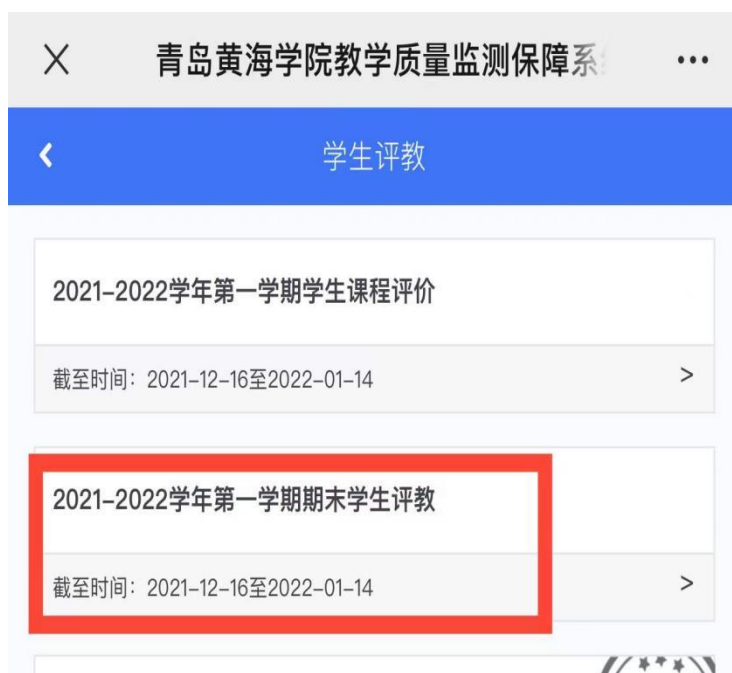 青岛黄海学院教学质量监测保障系
学生评教
2021-2022学年第一学期学生课程评价
截至时间：2021-12-16至2022-01-14
2021-2022学年第一学期期末学生评教
截至时间：2021-12-16至2022-01-14